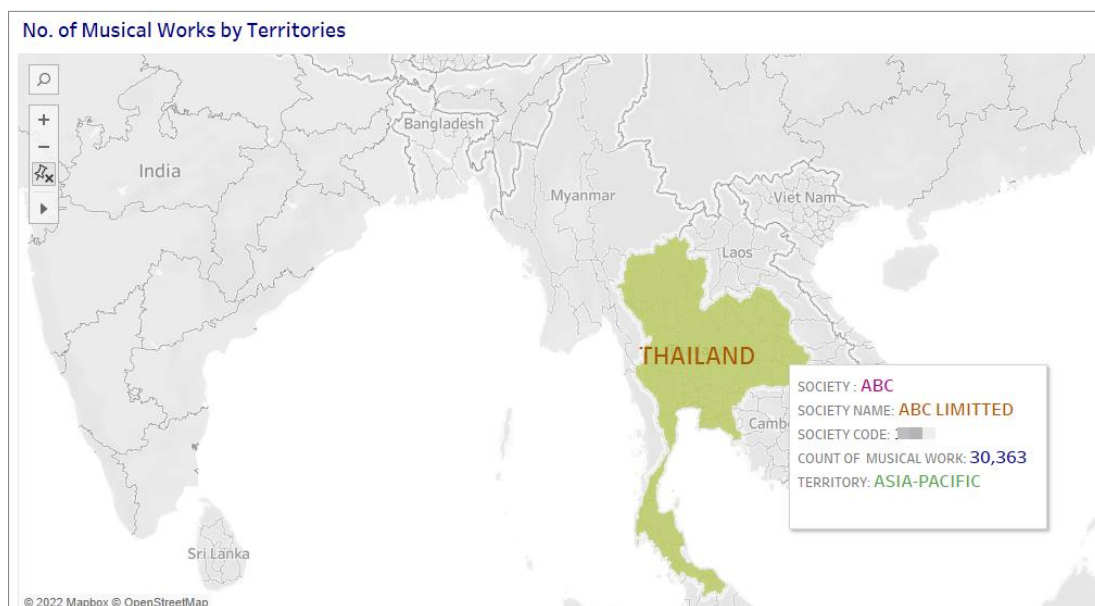 No. of Musical Works by Territories
Bangladesh
India
Myanmar
Viet Nam
Laos
THAILAND
SOCIETY : ABC
SOCIETY NAME: ABC LIMITTED
SOCIETY CODE:
COUNT OF MUSICAL WORK: 30,363
TERRITORY: ASIA-PACIFIC
Sri Lanka
© 2022 Mapbox © OpenStreetMap